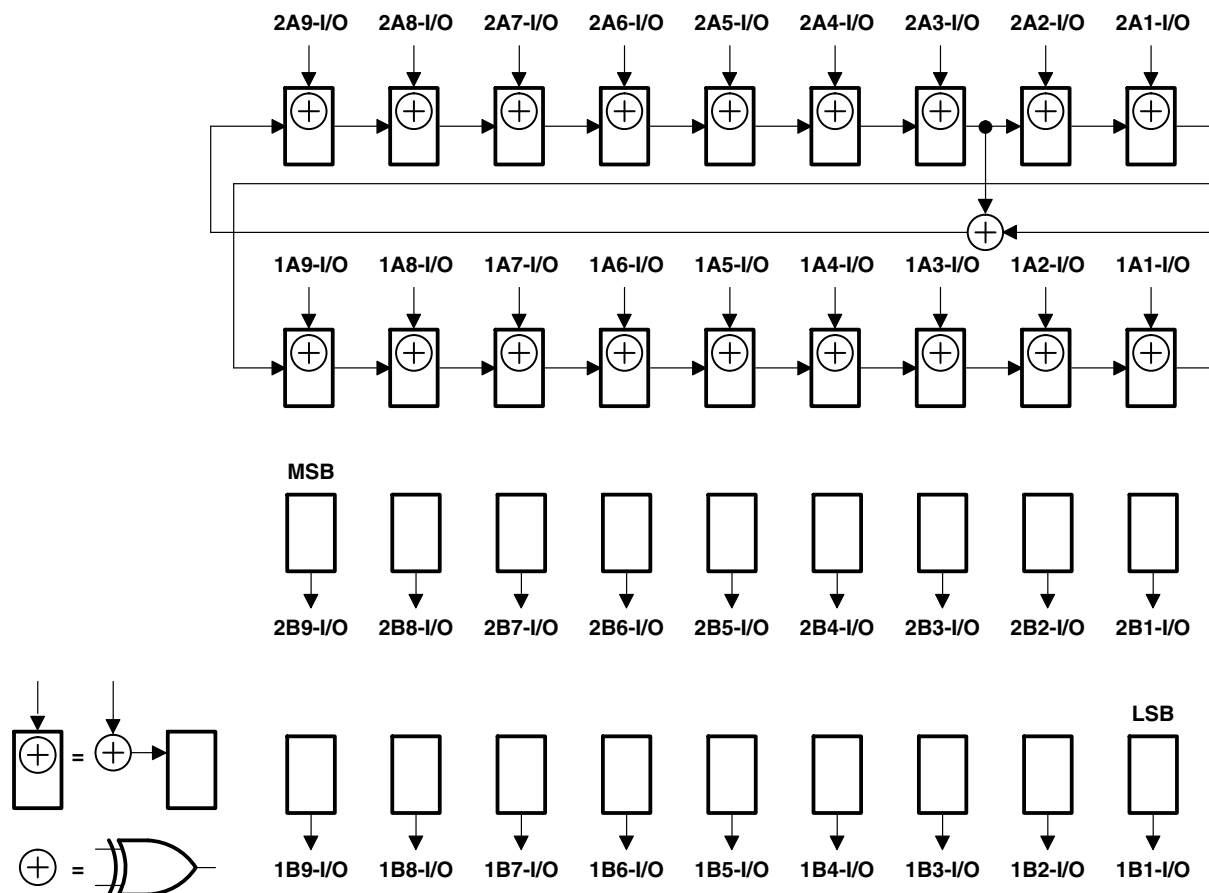 2A9-I/O 2A8-I/O 2A7-I/O 2A6-I/O 2A5-I/O 2A4-I/O 2A3-I/O 2A2-I/O 2A1-I/O
1A9-I/O 1A8-I/O 1A7-I/O 1A6-I/O 1A5-I/O 1A4-I/O 1A3-I/O 1A2-I/O 1A1-I/O
MSB
2B9-I/O 2B8-I/O 2B7-I/O 2B6-I/O 2B5-I/O 2B4-I/O 2B3-I/O 2B2-I/O 2B1-I/O
LSB
=
=
1B9-I/O 1B8-I/O 1B7-I/O 1B6-I/O 1B5-I/O 1B4-I/O 1B3-I/O 1B2-I/O 1B1-I/O